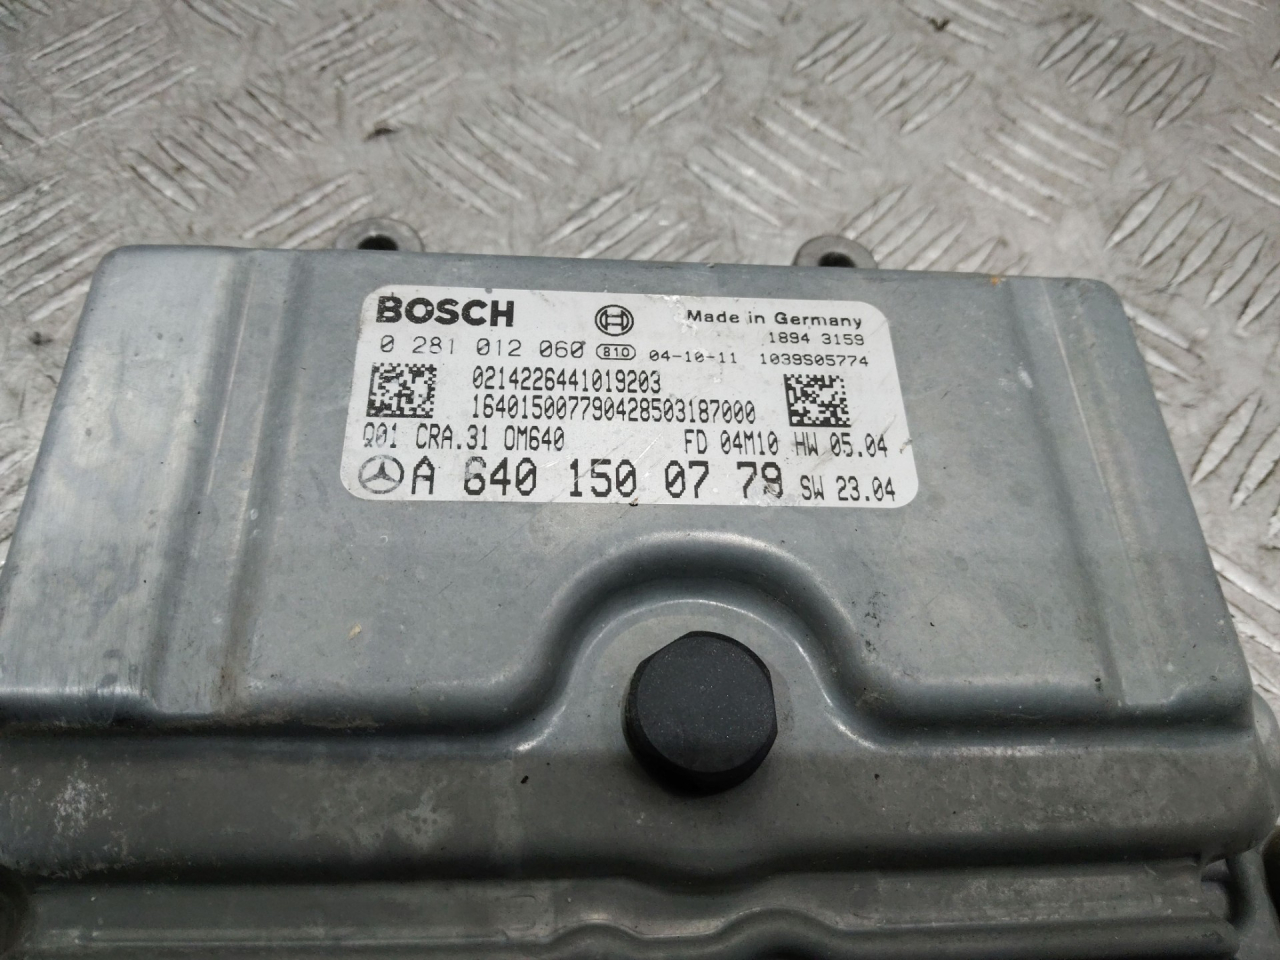 BOSCH Made in Germany
1894 3159
0 281 012 060 810 04-10-11 1039S05774
0214226441019203
164015007790428503187000
Q01 CRA.31 OM640 FD 04M10 HW 05.04
A 640 150 07 79 SW 23.04